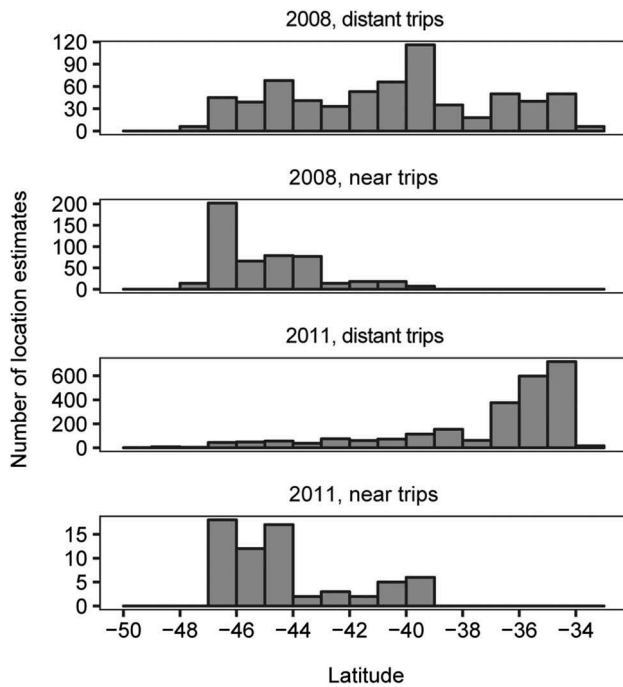 2008, distant trips
120
90
60
30
0
2008, near trips
200
150
100
50
0
2011, distant trips
600
400
200
0
2011, near trips
15
10
5
0
−50 −48 −46 −44 −42 −40 −38 −36 −34
Latitude
Number of location estimates